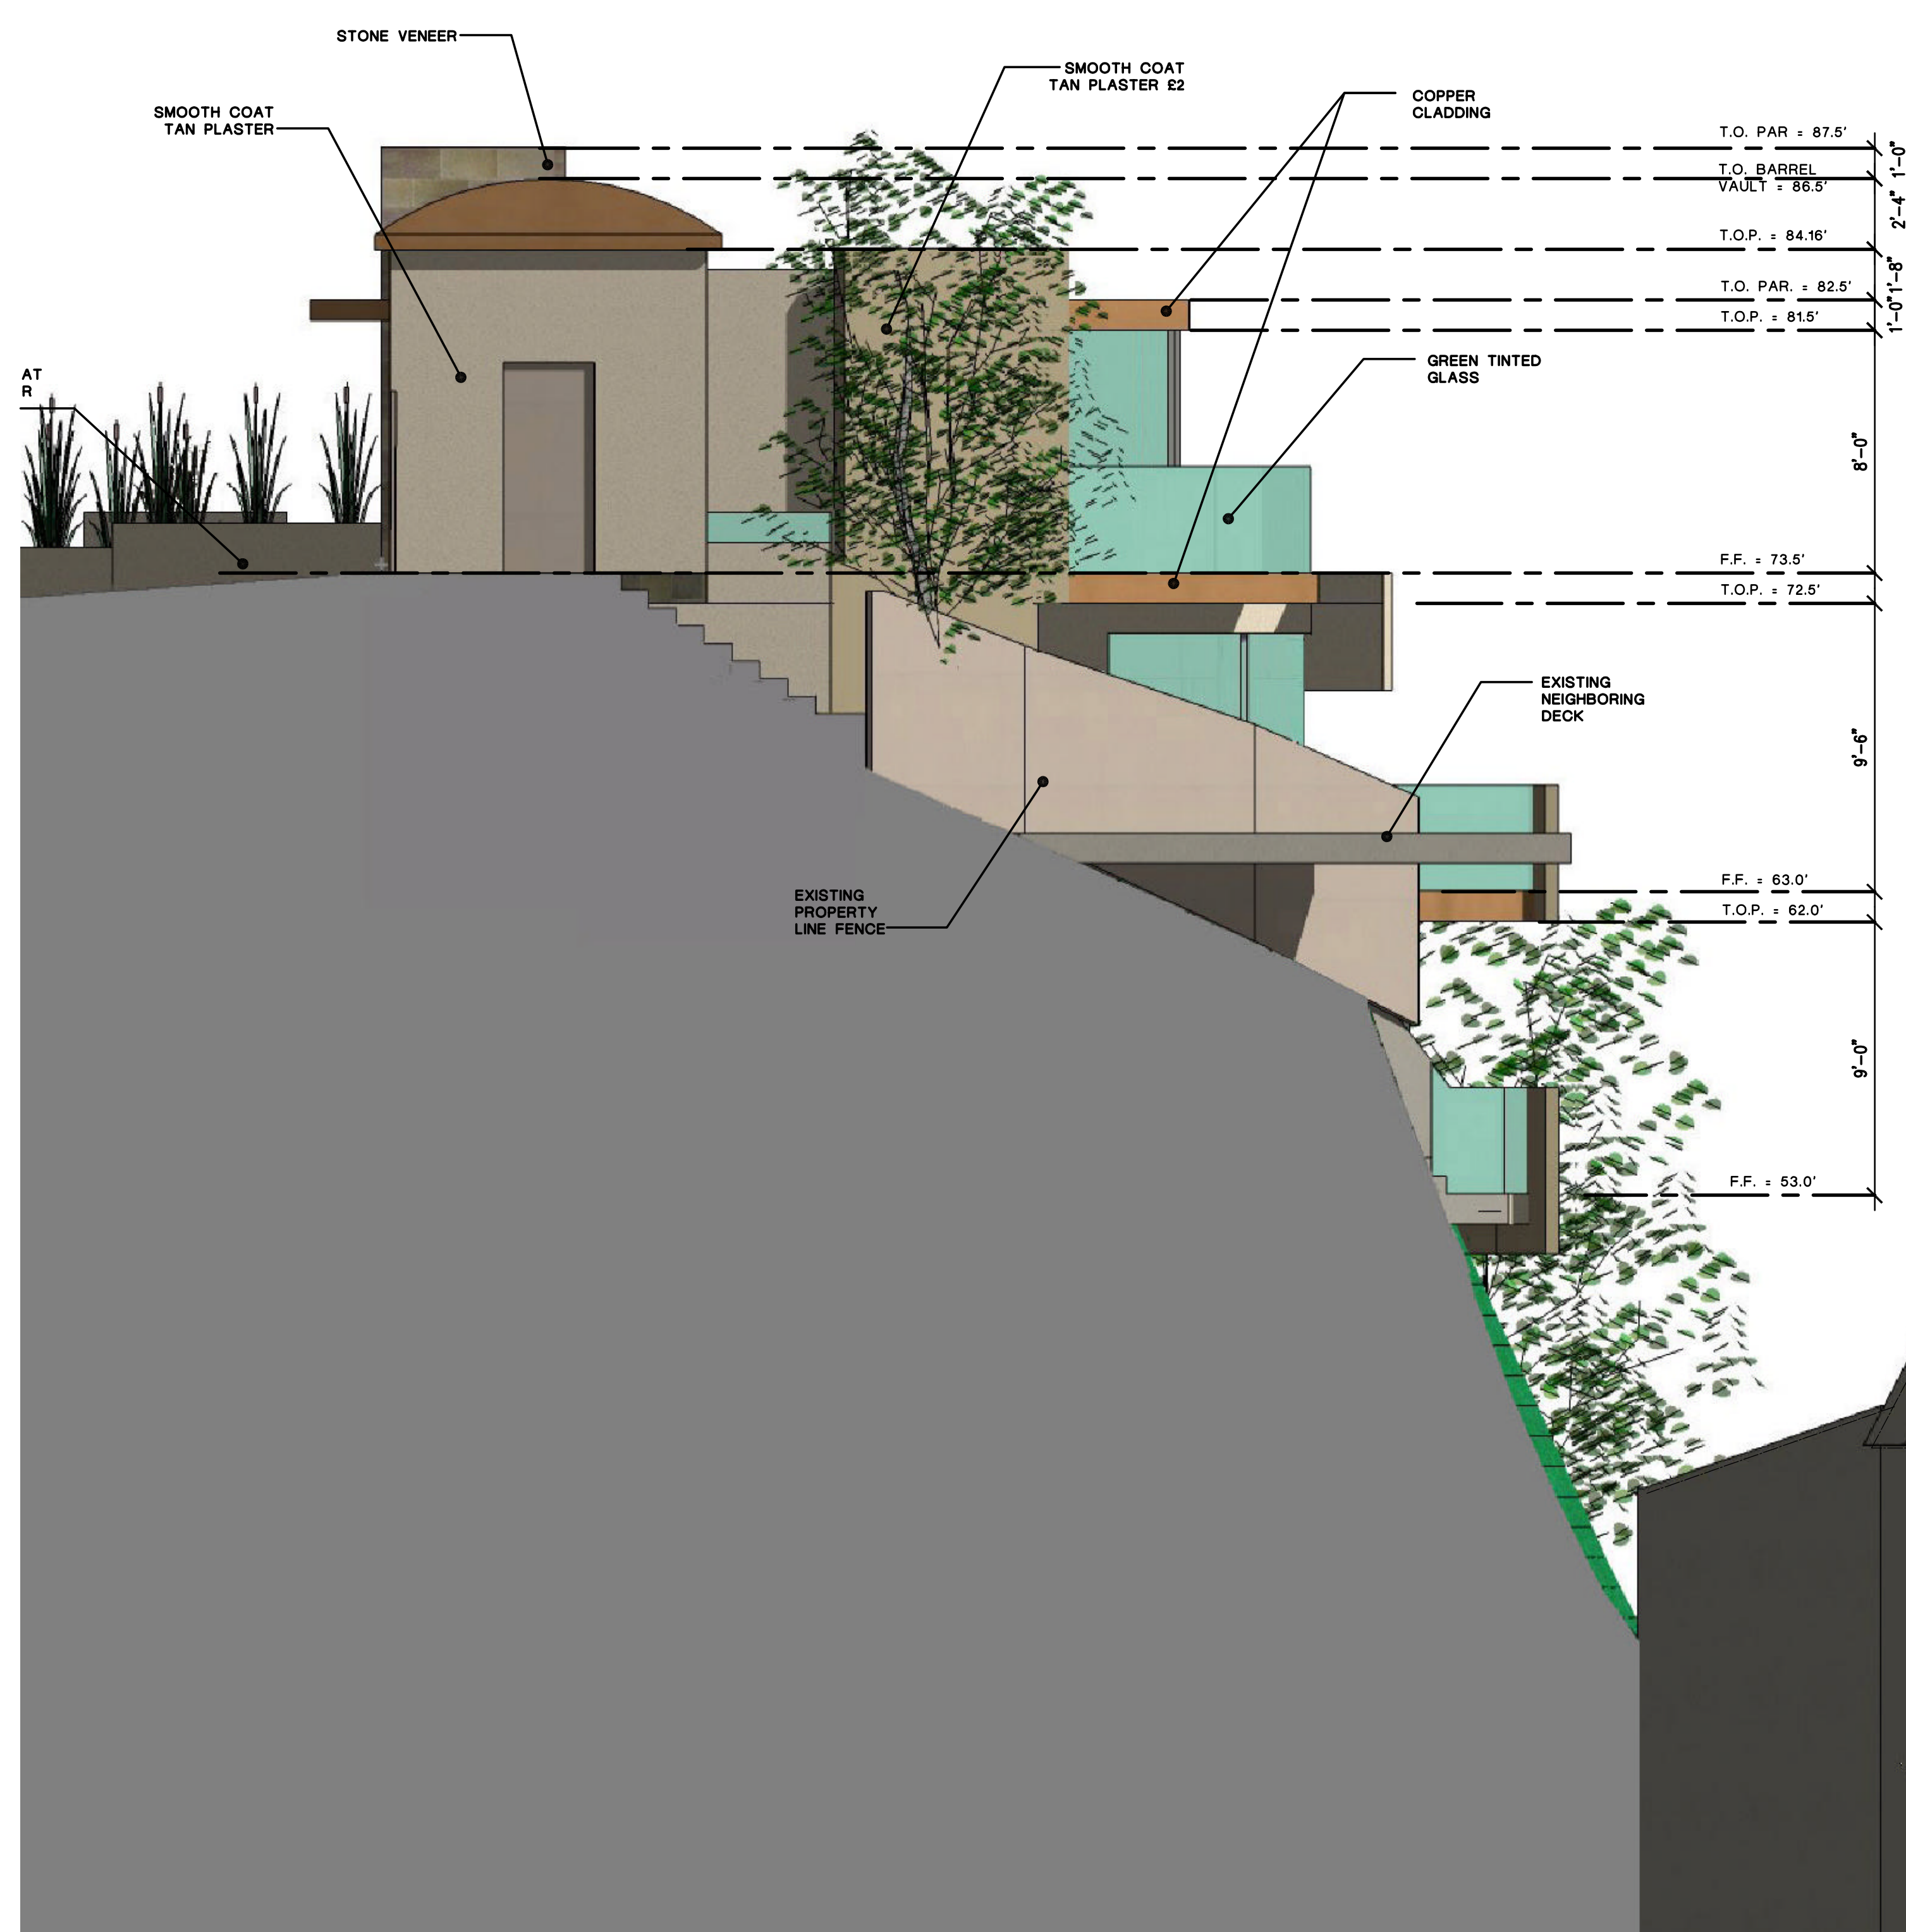 STONE VENEER
SMOOTH COAT
TAN PLASTER £2
COPPER
CLADDING
SMOOTH COAT
TAN PLASTER
T.O. PAR = 87.5'
1'-0"
T.O. BARREL
VAULT = 86.5'
2'-4"
T.O.P. = 84.16'
1'-8"
T.O. PAR. = 82.5'
1'-0"
T.O.P. = 81.5'
GREEN TINTED
GLASS
AT
R
8'-0"
F.F. = 73.5'
T.O.P. = 72.5'
EXISTING
NEIGHBORING
DECK
9'-6"
EXISTING
PROPERTY
LINE FENCE
F.F. = 63.0'
T.O.P. = 62.0'
9'-0"
F.F. = 53.0'